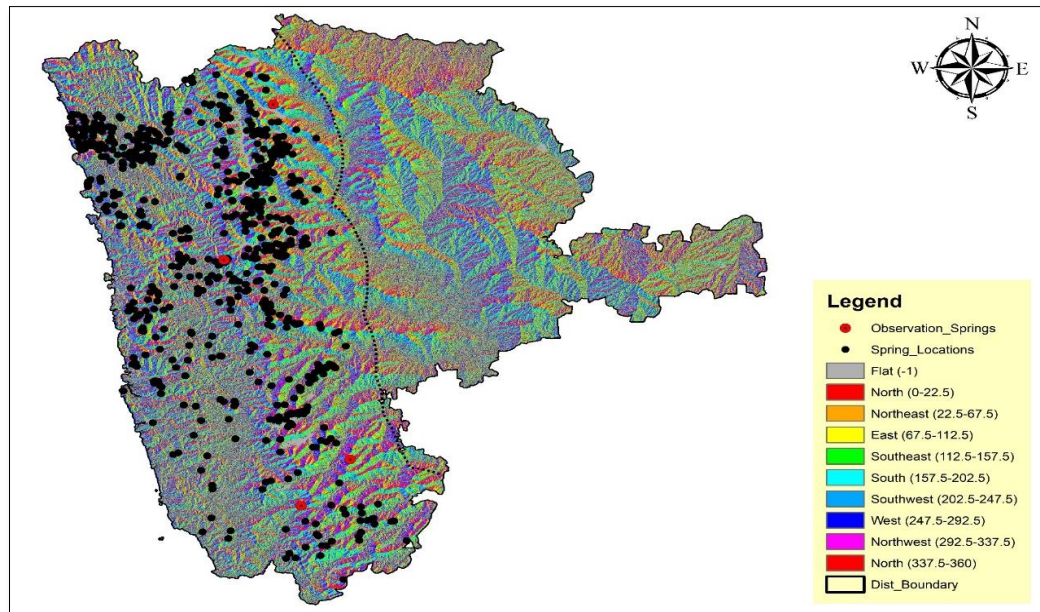 N
W E
S
Legend
Observation_Springs
Spring_Locations
Flat (-1)
North (0-22.5)
Northeast (22.5-67.5)
East (67.5-112.5)
Southeast (112.5-157.5)
South (157.5-202.5)
Southwest (202.5-247.5)
West (247.5-292.5)
Northwest (292.5-337.5)
North (337.5-360)
Dist_Boundary